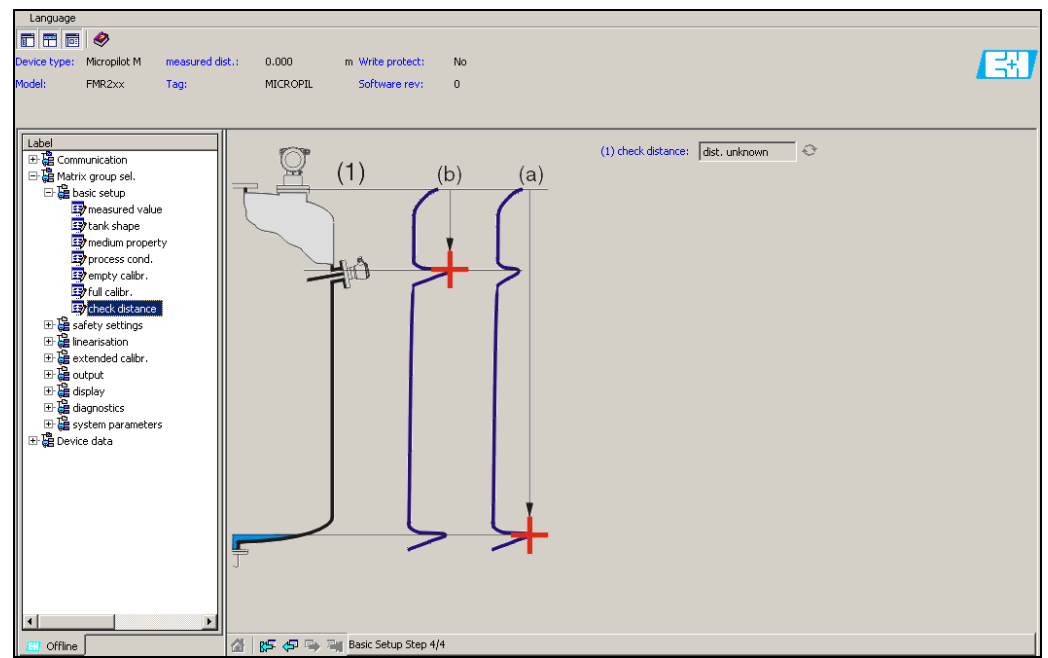 Language
Device type: Micropilot M measured dist.: 0.000 m Write protect: No
Model: FMR2xx Tag: MICROPIL Software rev: 0
E+H
Label
Communication
Matrix group sel.
basic setup
measured value
tank shape
medium property
process cond.
empty calibr.
full calibr.
check distance
safety settings
linearisation
extended calibr.
output
display
diagnostics
system parameters
Device data
(1) (b) (a)
(1) check distance: dist. unknown
Offline
Basic Setup Step 4/4